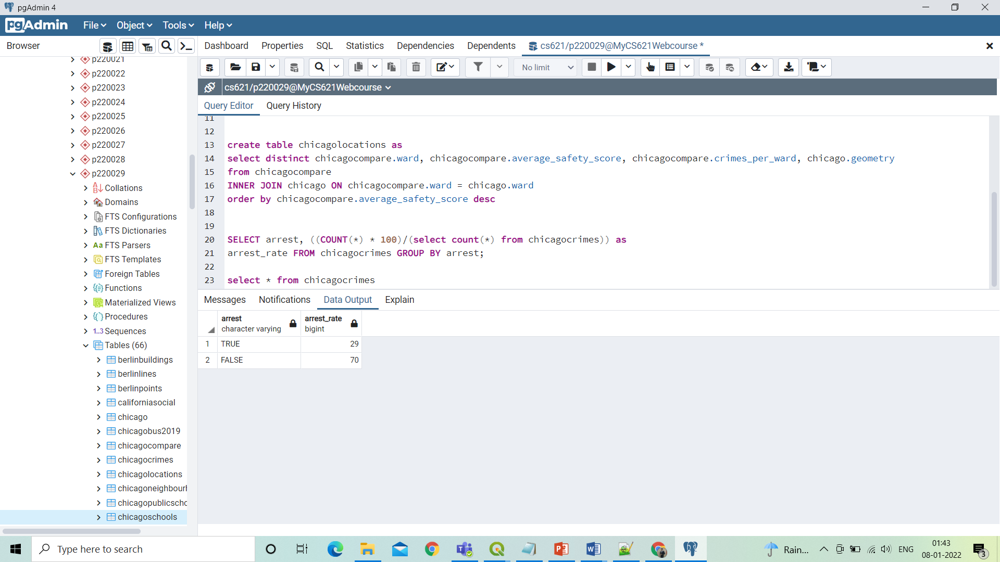 pgAdmin 4
pgAdmin File Object Tools Help
Browser
Dashboard Properties SQL Statistics Dependencies Dependents cs621/p220029@MyCS621Webcourse *
No limit
cs621/p220029@MyCS621Webcourse
Query Editor Query History
p220021
p220022
p220023
p220024
p220025
p220026
p220027
p220028
p220029
Collations
Domains
FTS Configurations
FTS Dictionaries
Aa FTS Parsers
FTS Templates
Foreign Tables
Functions
Materialized Views
Procedures
1..3 Sequences
Tables (66)
berlinbuildings
berlinlines
berlinpoints
californiasocial
chicago
chicagobus2019
chicagocompare
chicagocrimes
chicagolocations
chicagoneighbourh
chicagopublicscho
chicagoschools
11
12
13 create table chicagolocations as
14 select distinct chicagocompare.ward, chicagocompare.average_safety_score, chicagocompare.crimes_per_ward, chicago.geometry
15 from chicagocompare
16 INNER JOIN chicago ON chicagocompare.ward = chicago.ward
17 order by chicagocompare.average_safety_score desc
18
19
20 SELECT arrest, ((COUNT(*) * 100)/(select count(*) from chicagocrimes)) as
21 arrest_rate FROM chicagocrimes GROUP BY arrest;
22
23 select * from chicagocrimes
Messages Notifications Data Output Explain
arrest arrest_rate
character varying bigint
1 TRUE 29
2 FALSE 70
Type here to search
Rain... ENG
01:43
08-01-2022
3